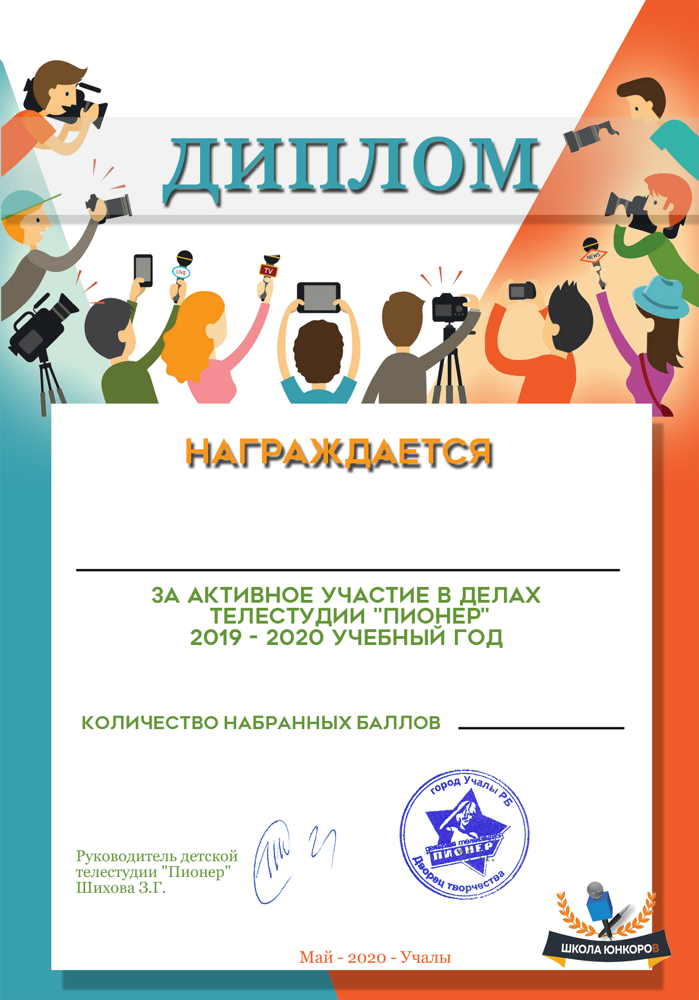 ДИПЛОМ
LIVE
TV
NEWS
НАГРАЖДАЕТСЯ
ЗА АКТИВНОЕ УЧАСТИЕ В ДЕЛАХ
ТЕЛЕСТУДИИ "ПИОНЕР"
2019 - 2020 УЧЕБНЫЙ ГОД
КОЛИЧЕСТВО НАБРАННЫХ БАЛЛОВ
город Учалы РБ
детская телестудия
ПИОНЕР
Дворец творчества
Руководитель детской
телестудии "Пионер"
Шихова З.Г.
ШКОЛА ЮНКОРОВ
Май - 2020 - Учалы